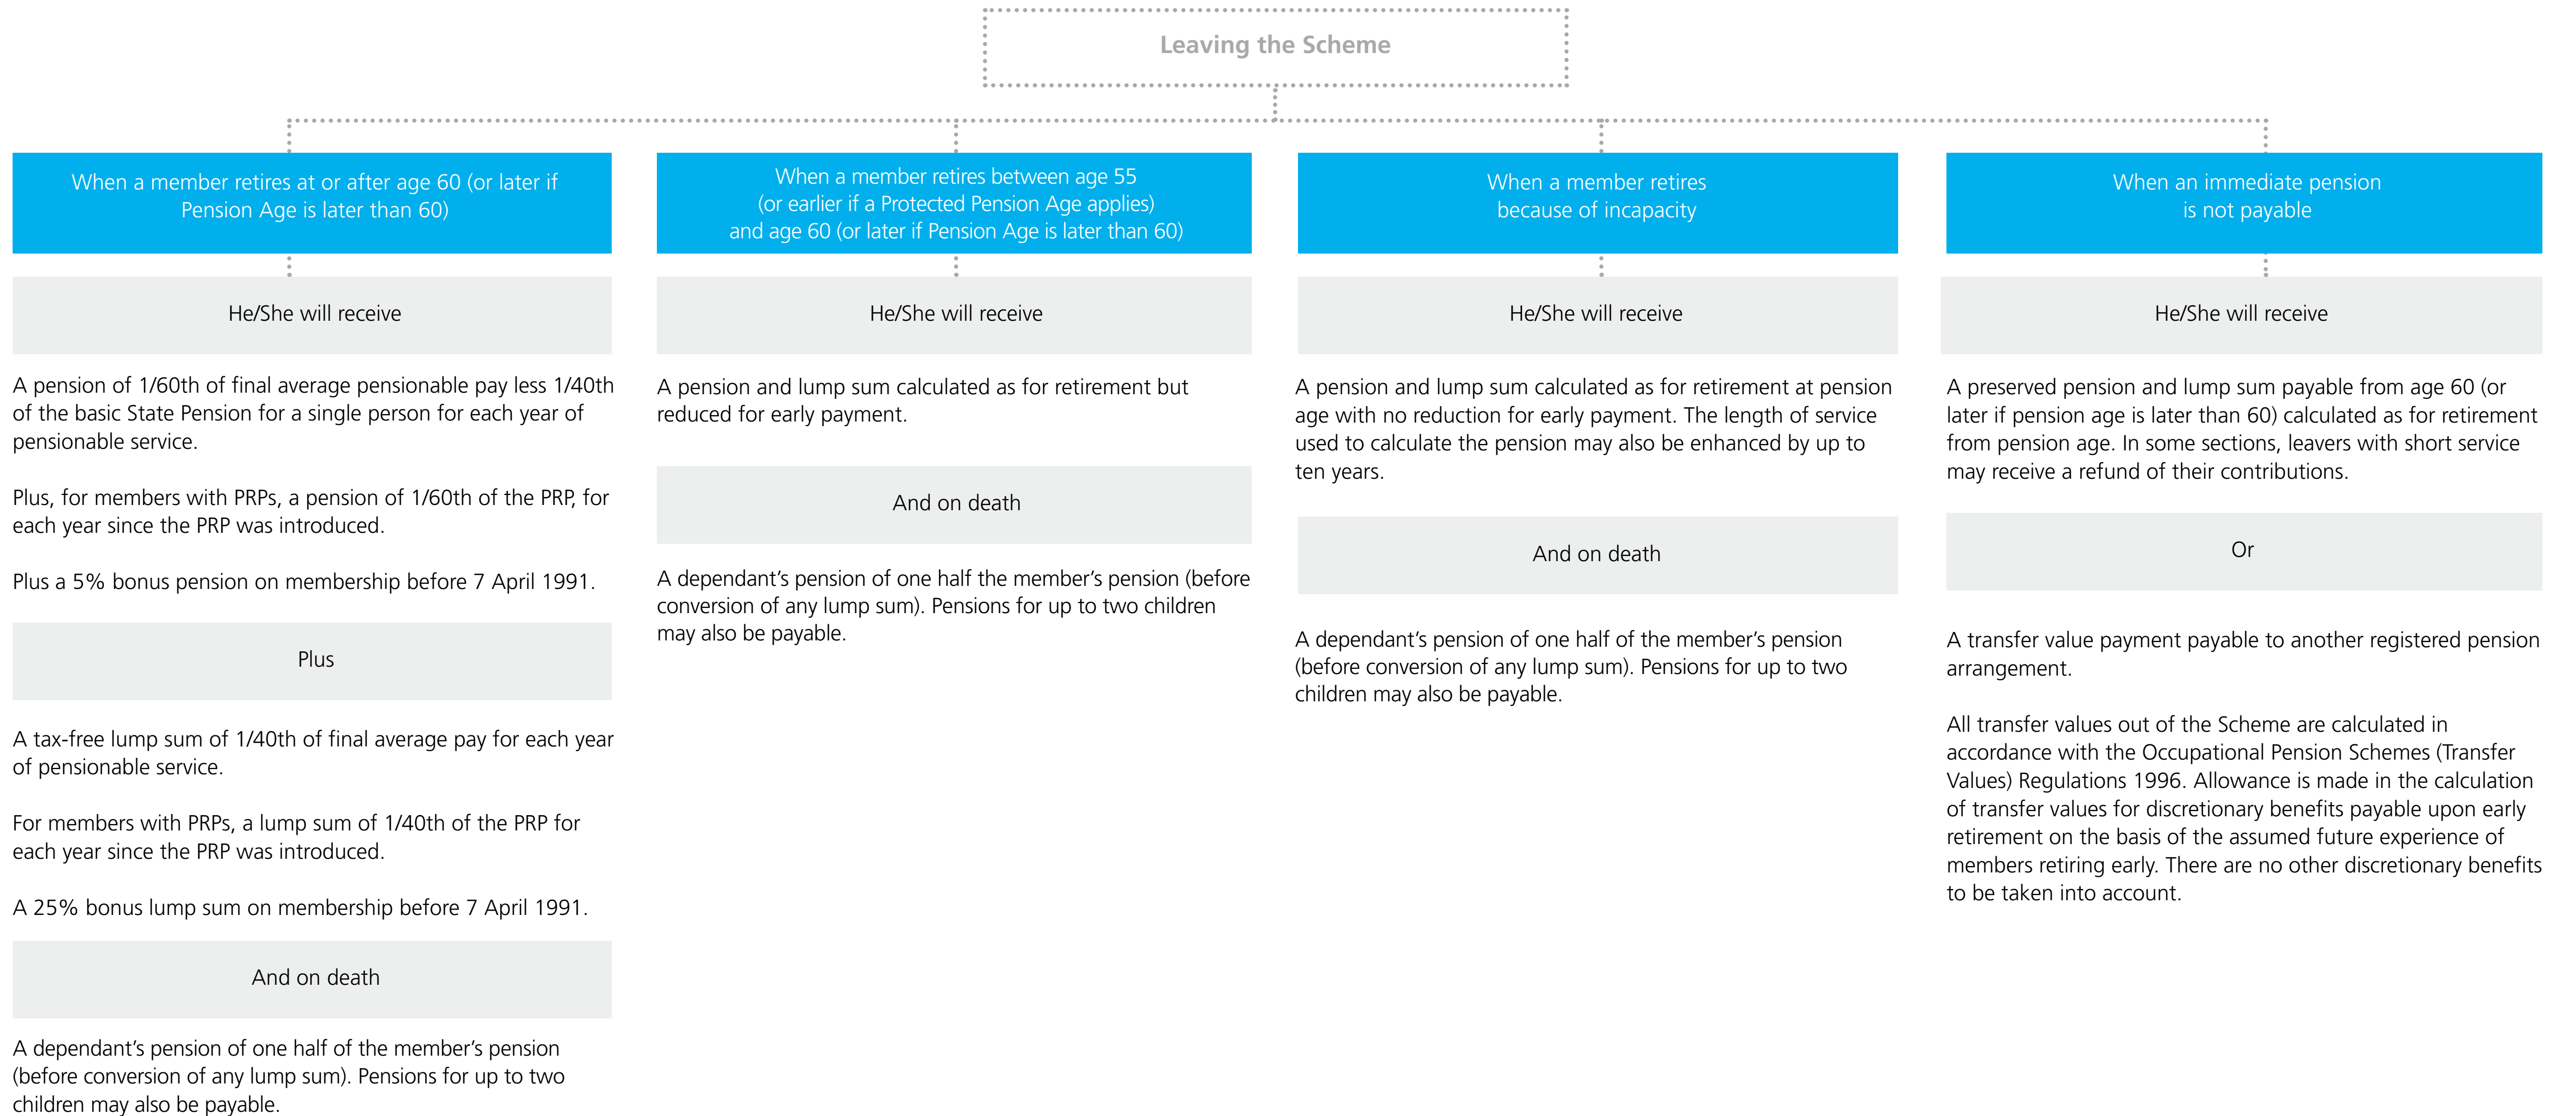 Leaving the Scheme
When a member retires at or after age 60 (or later if
Pension Age is later than 60)
He/She will receive
A pension of 1/60th of final average pensionable pay less 1/40th
of the basic State Pension for a single person for each year of
pensionable service.
Plus, for members with PRPs, a pension of 1/60th of the PRP, for
each year since the PRP was introduced.
Plus a 5% bonus pension on membership before 7 April 1991.
Plus
A tax-free lump sum of 1/40th of final average pay for each year
of pensionable service.
For members with PRPs, a lump sum of 1/40th of the PRP for
each year since the PRP was introduced.
A 25% bonus lump sum on membership before 7 April 1991.
And on death
A dependant’s pension of one half of the member’s pension
(before conversion of any lump sum). Pensions for up to two
children may also be payable.
When a member retires between age 55
(or earlier if a Protected Pension Age applies)
and age 60 (or later if Pension Age is later than 60)
He/She will receive
A pension and lump sum calculated as for retirement but
reduced for early payment.
And on death
A dependant’s pension of one half the member’s pension (before
conversion of any lump sum). Pensions for up to two children
may also be payable.
When a member retires
because of incapacity
He/She will receive
A pension and lump sum calculated as for retirement at pension
age with no reduction for early payment. The length of service
used to calculate the pension may also be enhanced by up to
ten years.
And on death
A dependant’s pension of one half of the member’s pension
(before conversion of any lump sum). Pensions for up to two
children may also be payable.
When an immediate pension
is not payable
He/She will receive
A preserved pension and lump sum payable from age 60 (or
later if pension age is later than 60) calculated as for retirement
from pension age. In some sections, leavers with short service
may receive a refund of their contributions.
Or
A transfer value payment payable to another registered pension
arrangement.
All transfer values out of the Scheme are calculated in
accordance with the Occupational Pension Schemes (Transfer
Values) Regulations 1996. Allowance is made in the calculation
of transfer values for discretionary benefits payable upon early
retirement on the basis of the assumed future experience of
members retiring early. There are no other discretionary benefits
to be taken into account.